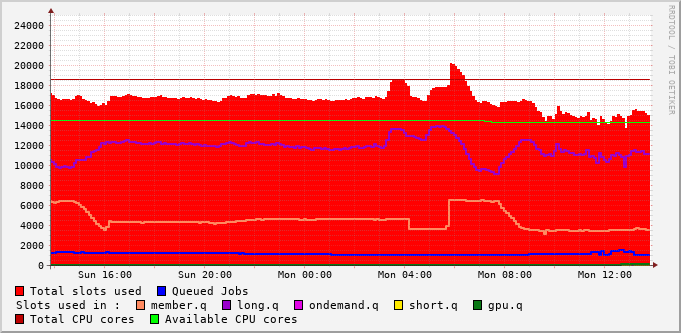 24000
22000
20000
18000
16000
14000
12000
10000
8000
6000
4000
2000
0
Sun 16:00 Sun 20:00 Mon 00:00 Mon 04:00 Mon 08:00 Mon 12:00
RRDTOOL / TOBI OETIKER
Total slots used Queued Jobs
Slots used in : member.q long.q ondemand.q short.q gpu.q
Total CPU cores Available CPU cores